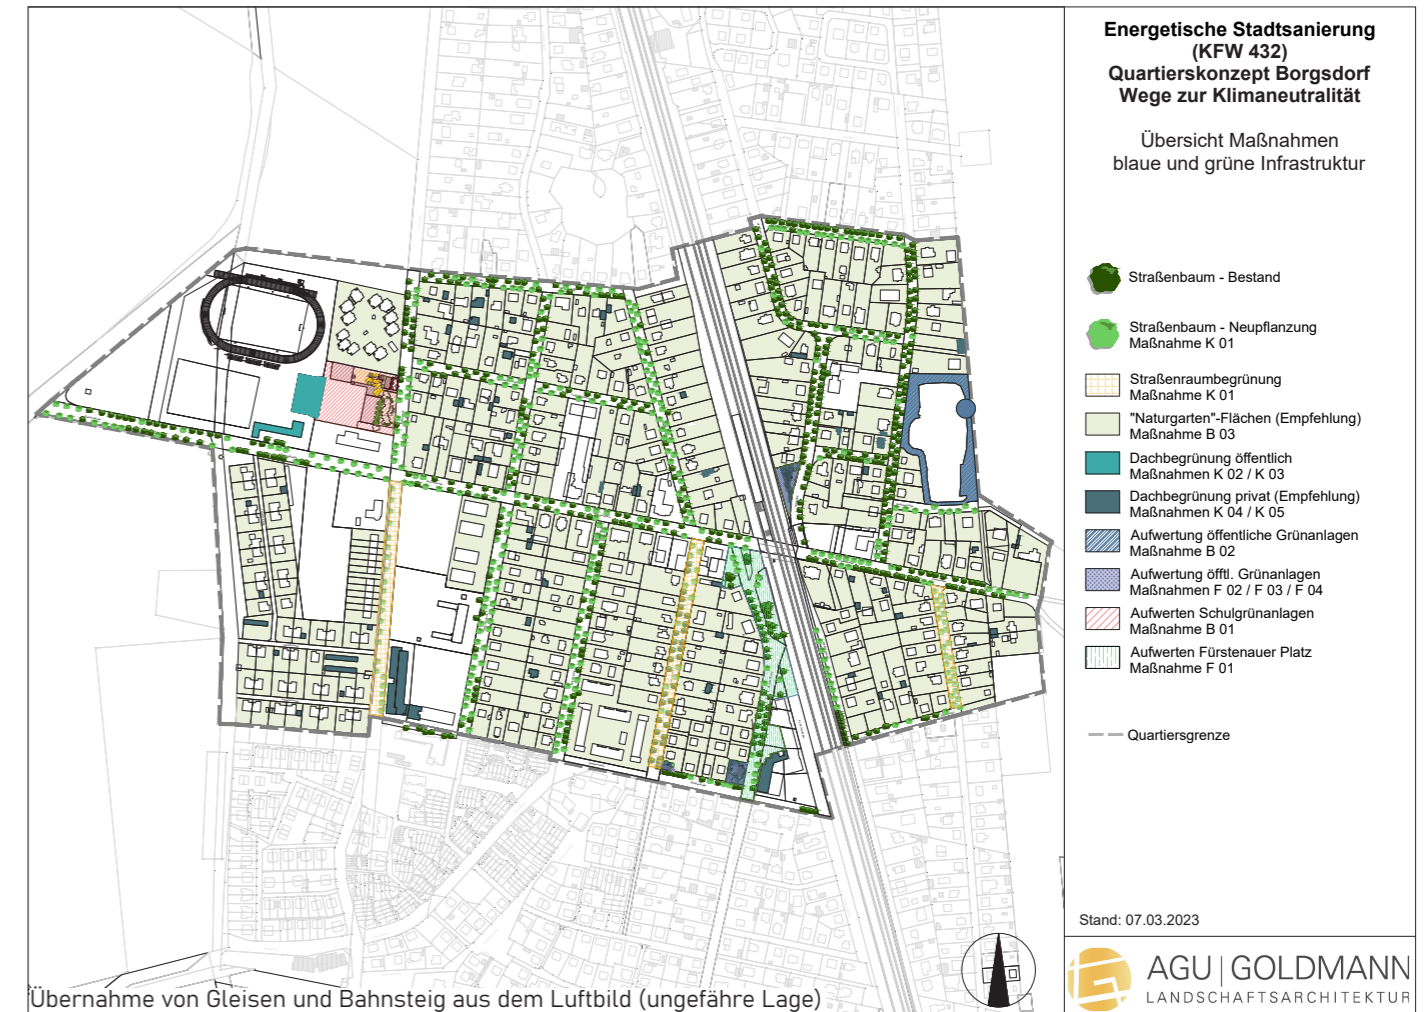 Energetische Stadtsanierung
(KFW 432)
Quartierskonzept Borgsdorf
Wege zur Klimaneutralität
Übersicht Maßnahmen
blaue und grüne Infrastruktur
Straßenbaum - Bestand
Straßenbaum - Neupflanzung
Maßnahme K 01
Straßenraumbegrünung
Maßnahme K 01
"Naturgarten"-Flächen (Empfehlung)
Maßnahme B 03
Dachbegrünung öffentlich
Maßnahmen K 02 / K 03
Dachbegrünung privat (Empfehlung)
Maßnahmen K 04 / K 05
Aufwertung öffentliche Grünanlagen
Maßnahme B 02
Aufwertung öfftl. Grünanlagen
Maßnahmen F 02 / F 03 / F 04
Aufwerten Schulgrünanlagen
Maßnahme B 01
Aufwerten Fürstenauer Platz
Maßnahme F 01
Quartiersgrenze
Stand: 07.03.2023
AGU | GOLDMANN
LANDSCHAFTSARCHITEKTUR
Übernahme von Gleisen und Bahnsteig aus dem Luftbild (ungefähre Lage)